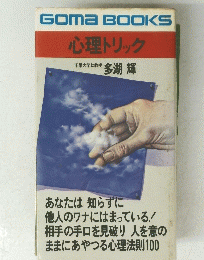 GOMA BOOKS
心理トリック
多湖 輝
あなたは 知らずに
他人のワナにはまっている!
相手の手口を見破り 人を意の
ままにあやつる心理法則100